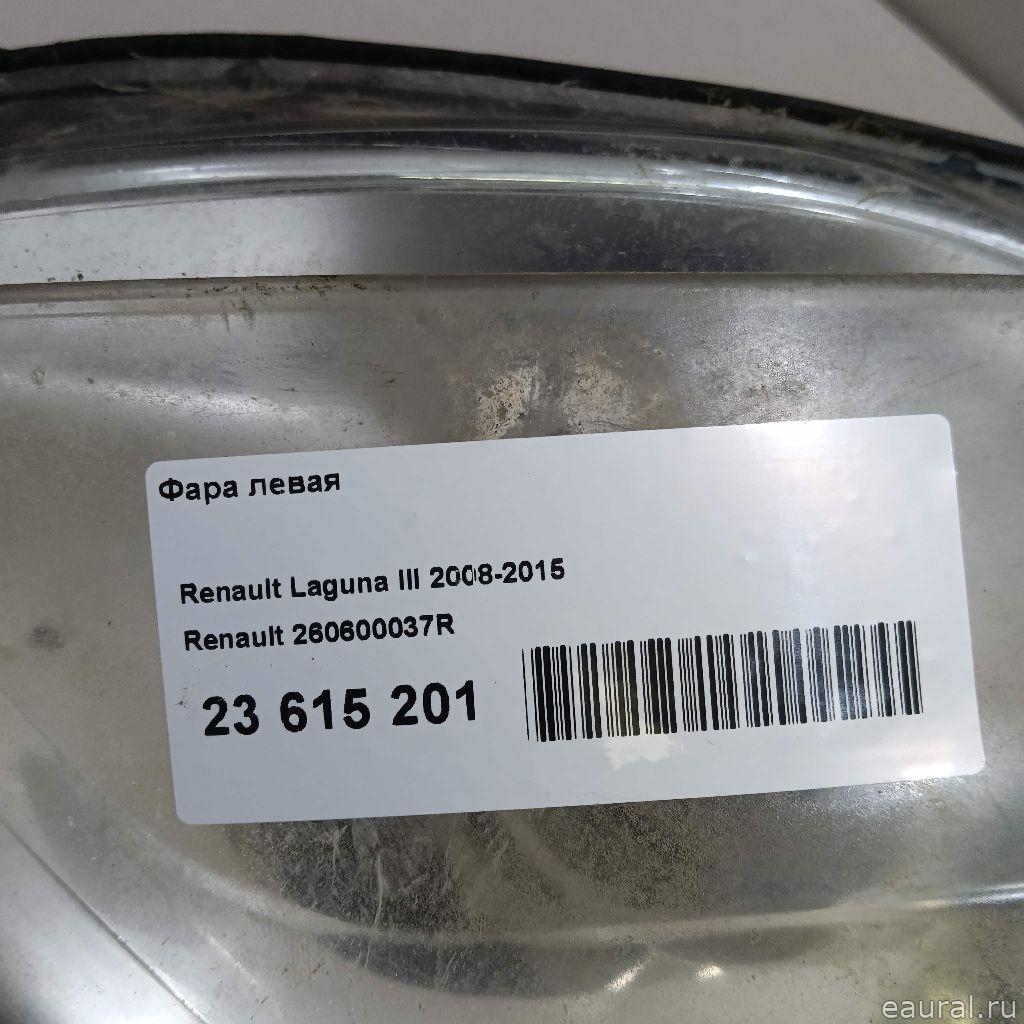 Фара левая
Renault Laguna III 2008-2015
Renault 260600037R
23 615 201
eaural.ru